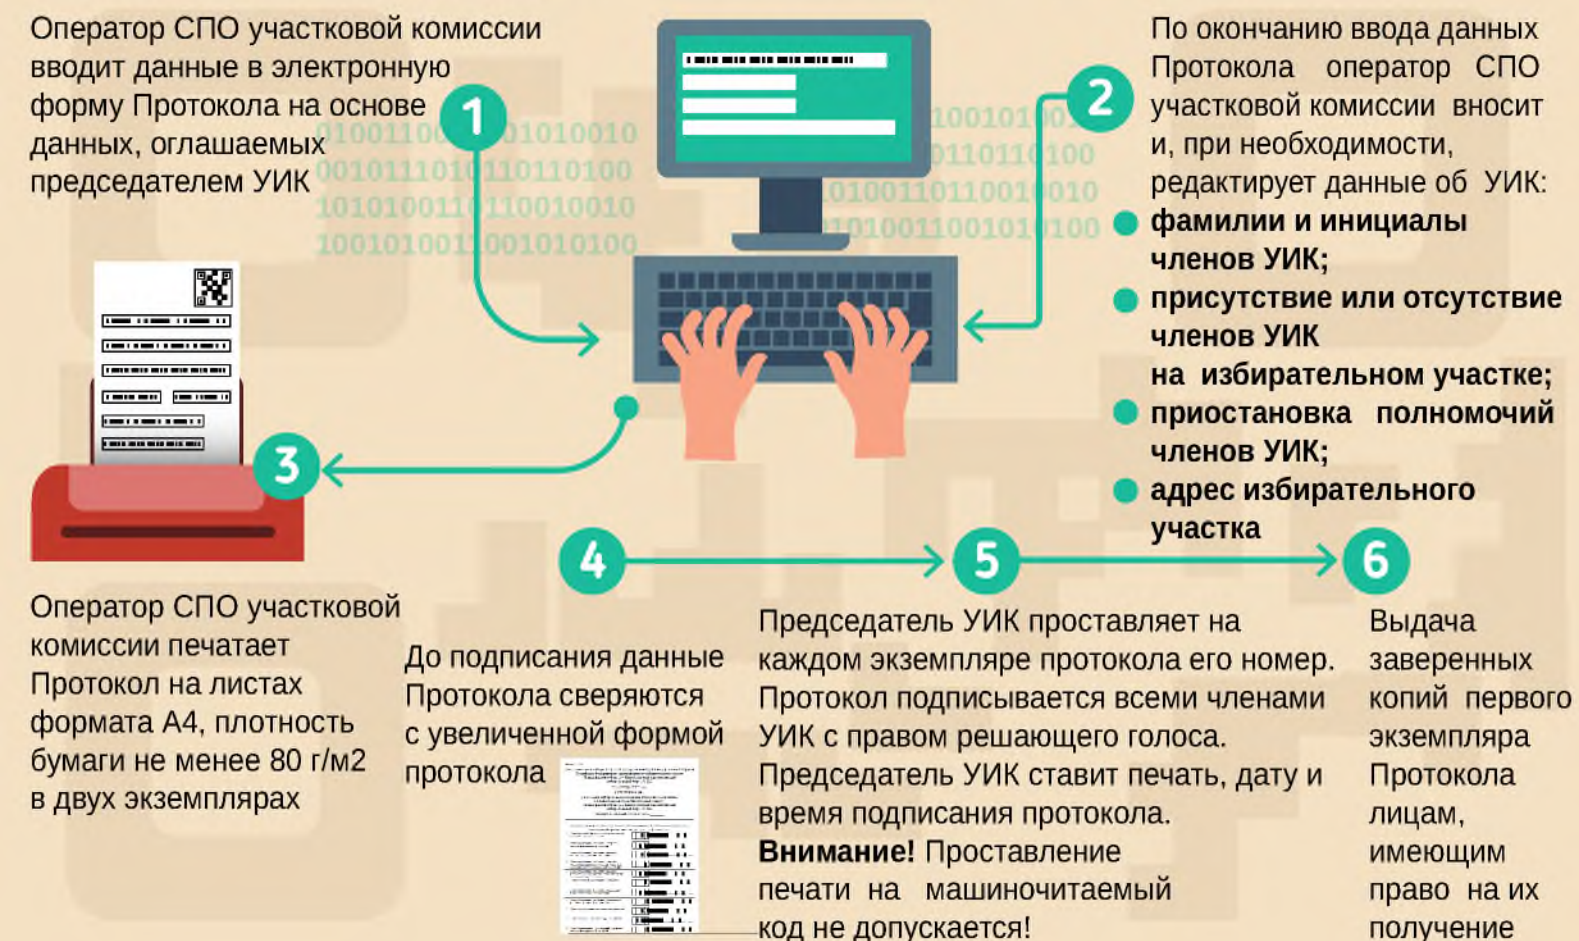 Оператор СПО участковой комиссии
вводит данные в электронную
форму Протокола на основе
данных, оглашаемых
председателем УИК
1
2
По окончанию ввода данных
Протокола оператор СПО
участковой комиссии вносит
и, при необходимости,
редактирует данные об УИК:
фамилии и инициалы
членов УИК;
присутствие или отсутствие
членов УИК
на избирательном участке;
приостановка полномочий
членов УИК;
адрес избирательного
участка
3
Оператор СПО участковой
комиссии печатает
Протокол на листах
формата А4, плотность
бумаги не менее 80 г/м2
в двух экземплярах
4
До подписания данные
Протокола сверяются
с увеличенной формой
протокола
5
Председатель УИК проставляет на
каждом экземпляре протокола его номер.
Протокол подписывается всеми членами
УИК с правом решающего голоса.
Председатель УИК ставит печать, дату и
время подписания протокола.
Внимание! Проставление
печати на машиночитаемый
код не допускается!
6
Выдача
заверенных
копий первого
экземпляра
Протокола
лицам,
имеющим
право на их
получение